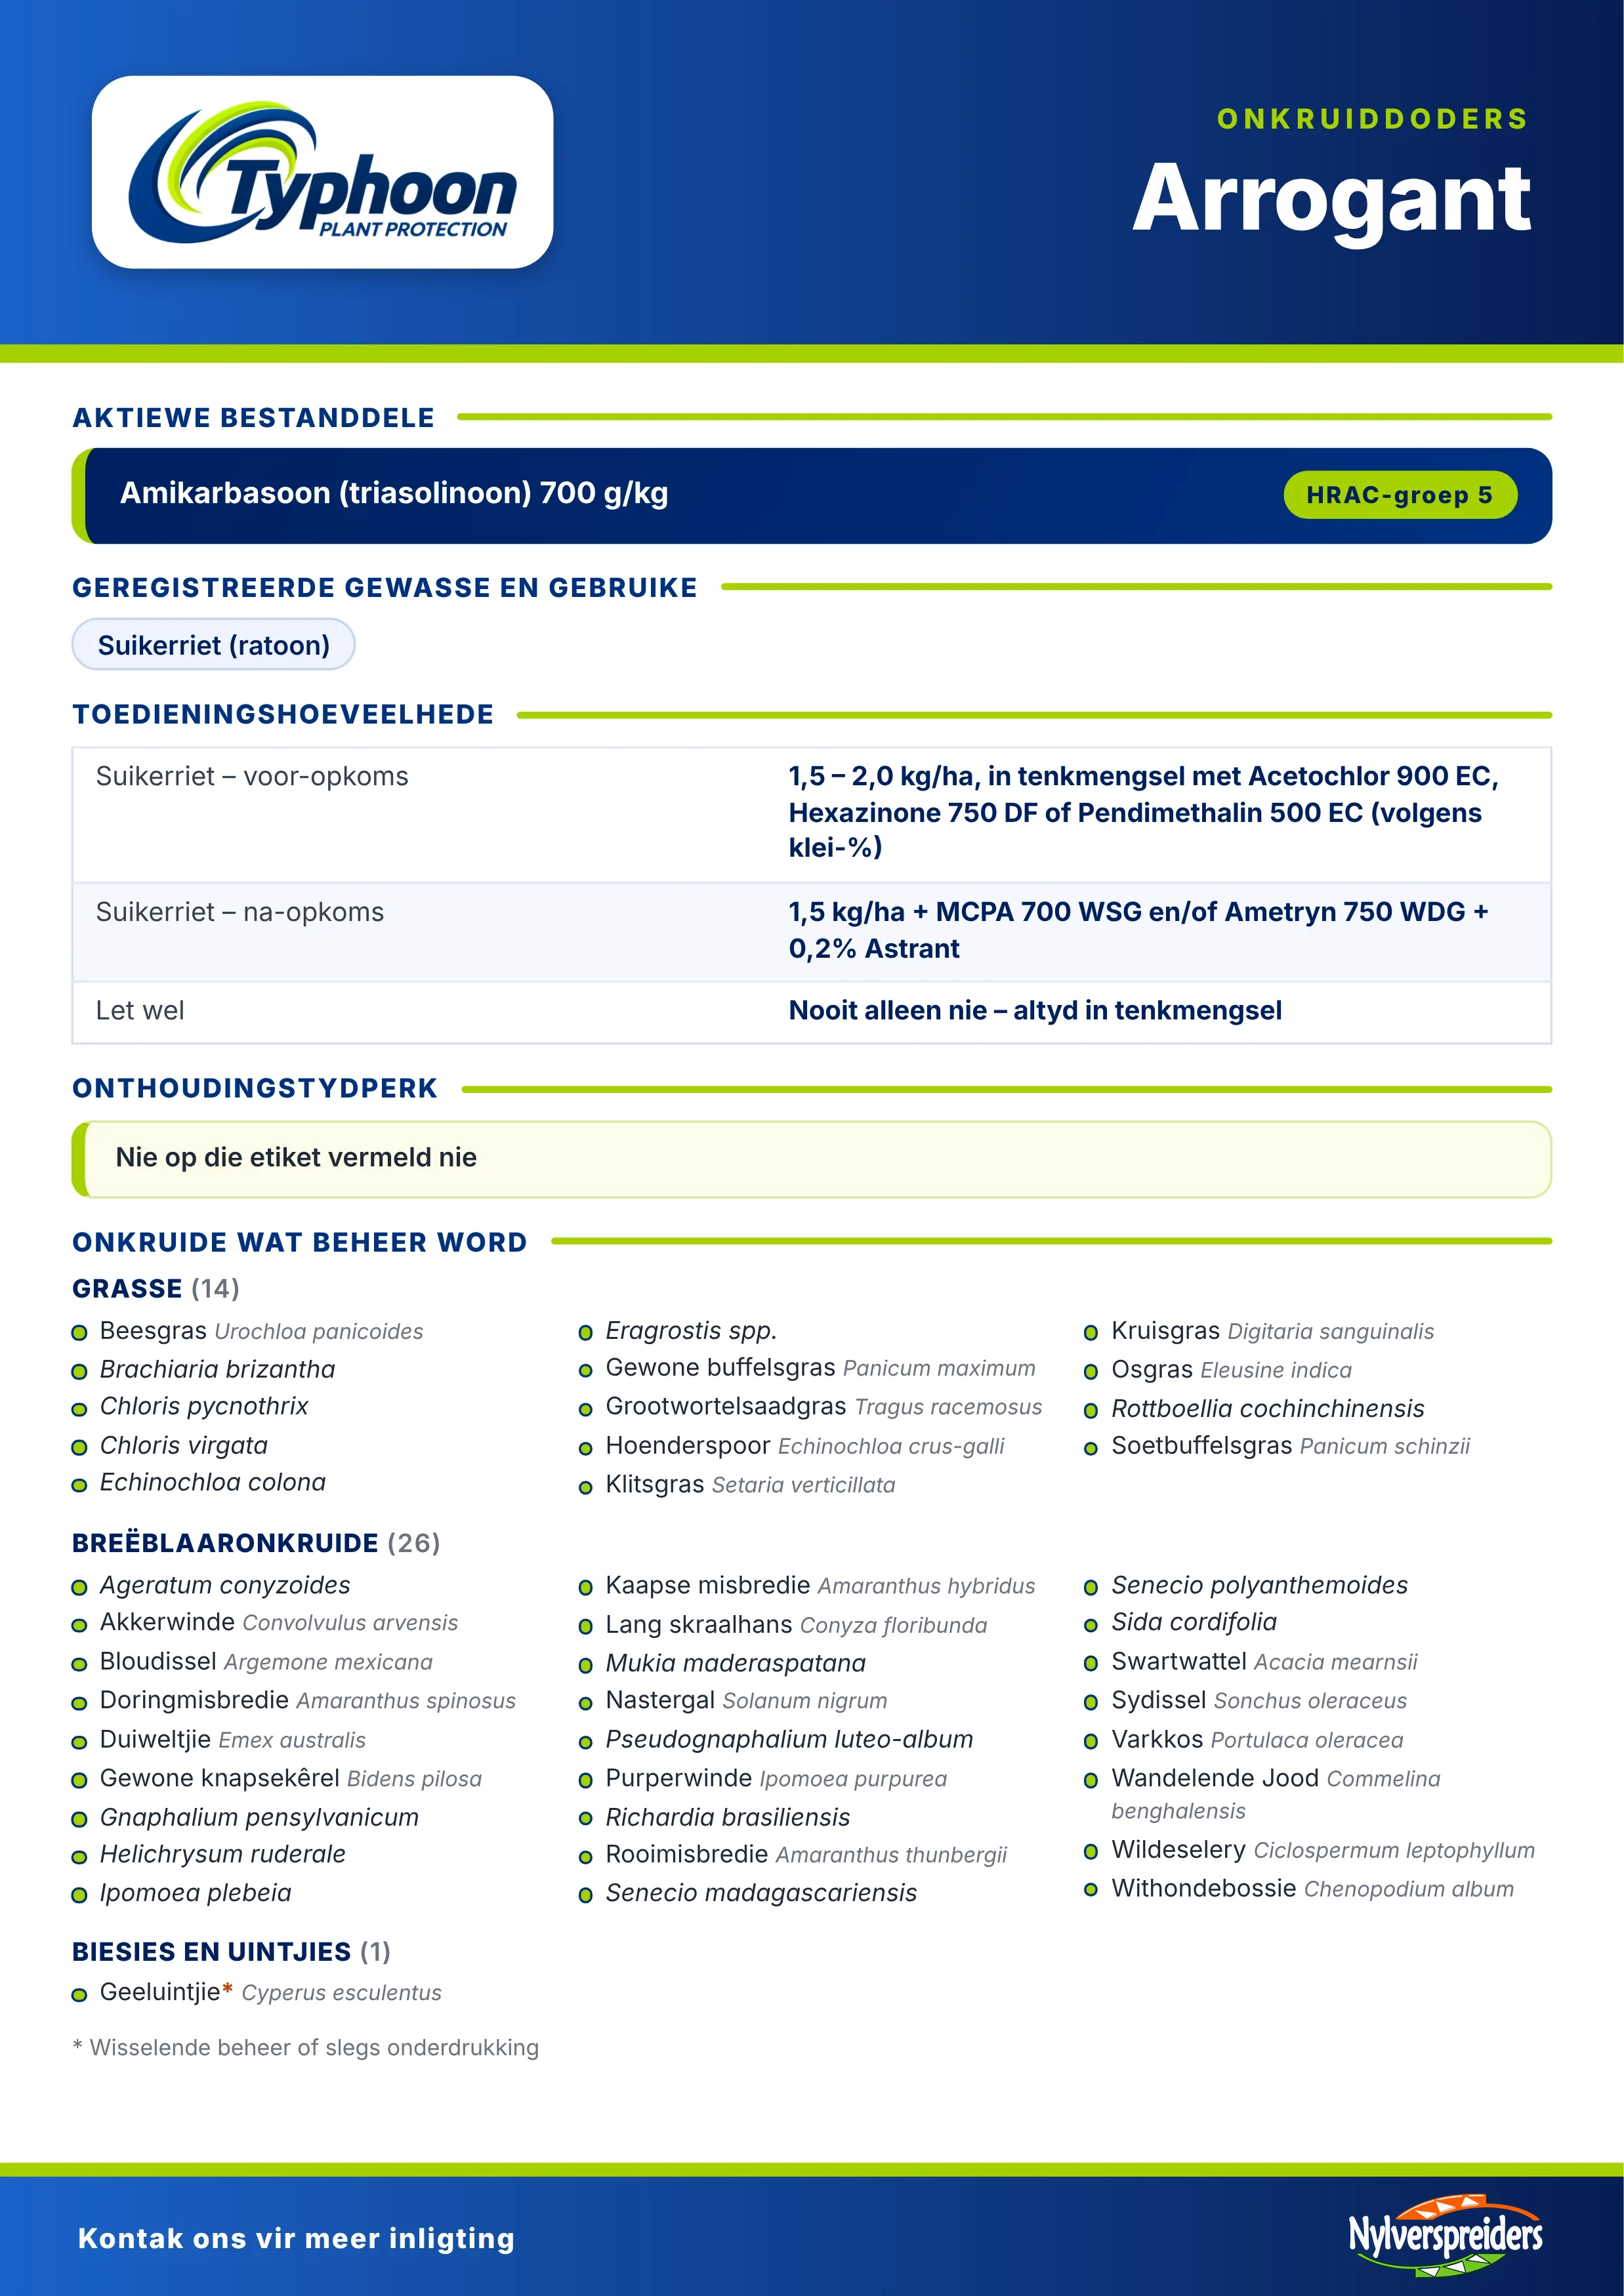 Typhoon
PLANT PROTECTION
ONKRUIDDODERS
Arrogant
AKTIEWE BESTANDDELE
Amikarbasoon (triasolinoon) 700 g/kg
HRAC-groep 5
GEREGISTREERDE GEWASSE EN GEBRUIKE
Suikerriet (ratoon)
TOEDIENINGSHOEVEELHEDE
Suikerriet – voor-opkoms
1,5 – 2,0 kg/ha, in tenkmengsel met Acetochlor 900 EC,
Hexazinone 750 DF of Pendimethalin 500 EC (volgens
klei-%)
Suikerriet – na-opkoms
1,5 kg/ha + MCPA 700 WSG en/of Ametryn 750 WDG +
0,2% Astrant
Let wel
Nooit alleen nie – altyd in tenkmengsel
ONTHOUDINGSTYDPERK
Nie op die etiket vermeld nie
ONKRUIDE WAT BEHEER WORD
GRASSE (14)
Beesgras Urochloa panicoides
Brachiaria brizantha
Chloris pycnothrix
Chloris virgata
Echinochloa colona
Eragrostis spp.
Gewone buffelsgras Panicum maximum
Grootwortelsaadgras Tragus racemosus
Hoenderspoor Echinochloa crus-galli
Klitsgras Setaria verticillata
Kruisgras Digitaria sanguinalis
Osgras Eleusine indica
Rottboellia cochinchinensis
Soetbuffelsgras Panicum schinzii
BREËBLAARONKRUIDE (26)
Ageratum conyzoides
Akkerwinde Convolvulus arvensis
Bloudissel Argemone mexicana
Doringmisbredie Amaranthus spinosus
Duiweltjie Emex australis
Gewone knapsekêrel Bidens pilosa
Gnaphalium pensylvanicum
Helichrysum ruderale
Ipomoea plebeia
Kaapse misbredie Amaranthus hybridus
Lang skraalhans Conyza floribunda
Mukia maderaspatana
Nastergal Solanum nigrum
Pseudognaphalium luteo-album
Purperwinde Ipomoea purpurea
Richardia brasiliensis
Rooimisbredie Amaranthus thunbergii
Senecio madagascariensis
Senecio polyanthemoides
Sida cordifolia
Swartwattel Acacia mearnsii
Sydissel Sonchus oleraceus
Varkkos Portulaca oleracea
Wandelende Jood Commelina
benghalensis
Wildeselery Ciclospermum leptophyllum
Withondebossie Chenopodium album
BIESIES EN UINTJIES (1)
Geeluintjie* Cyperus esculentus
* Wisselende beheer of slegs onderdrukking
Kontak ons vir meer inligting
Nylverspreiders